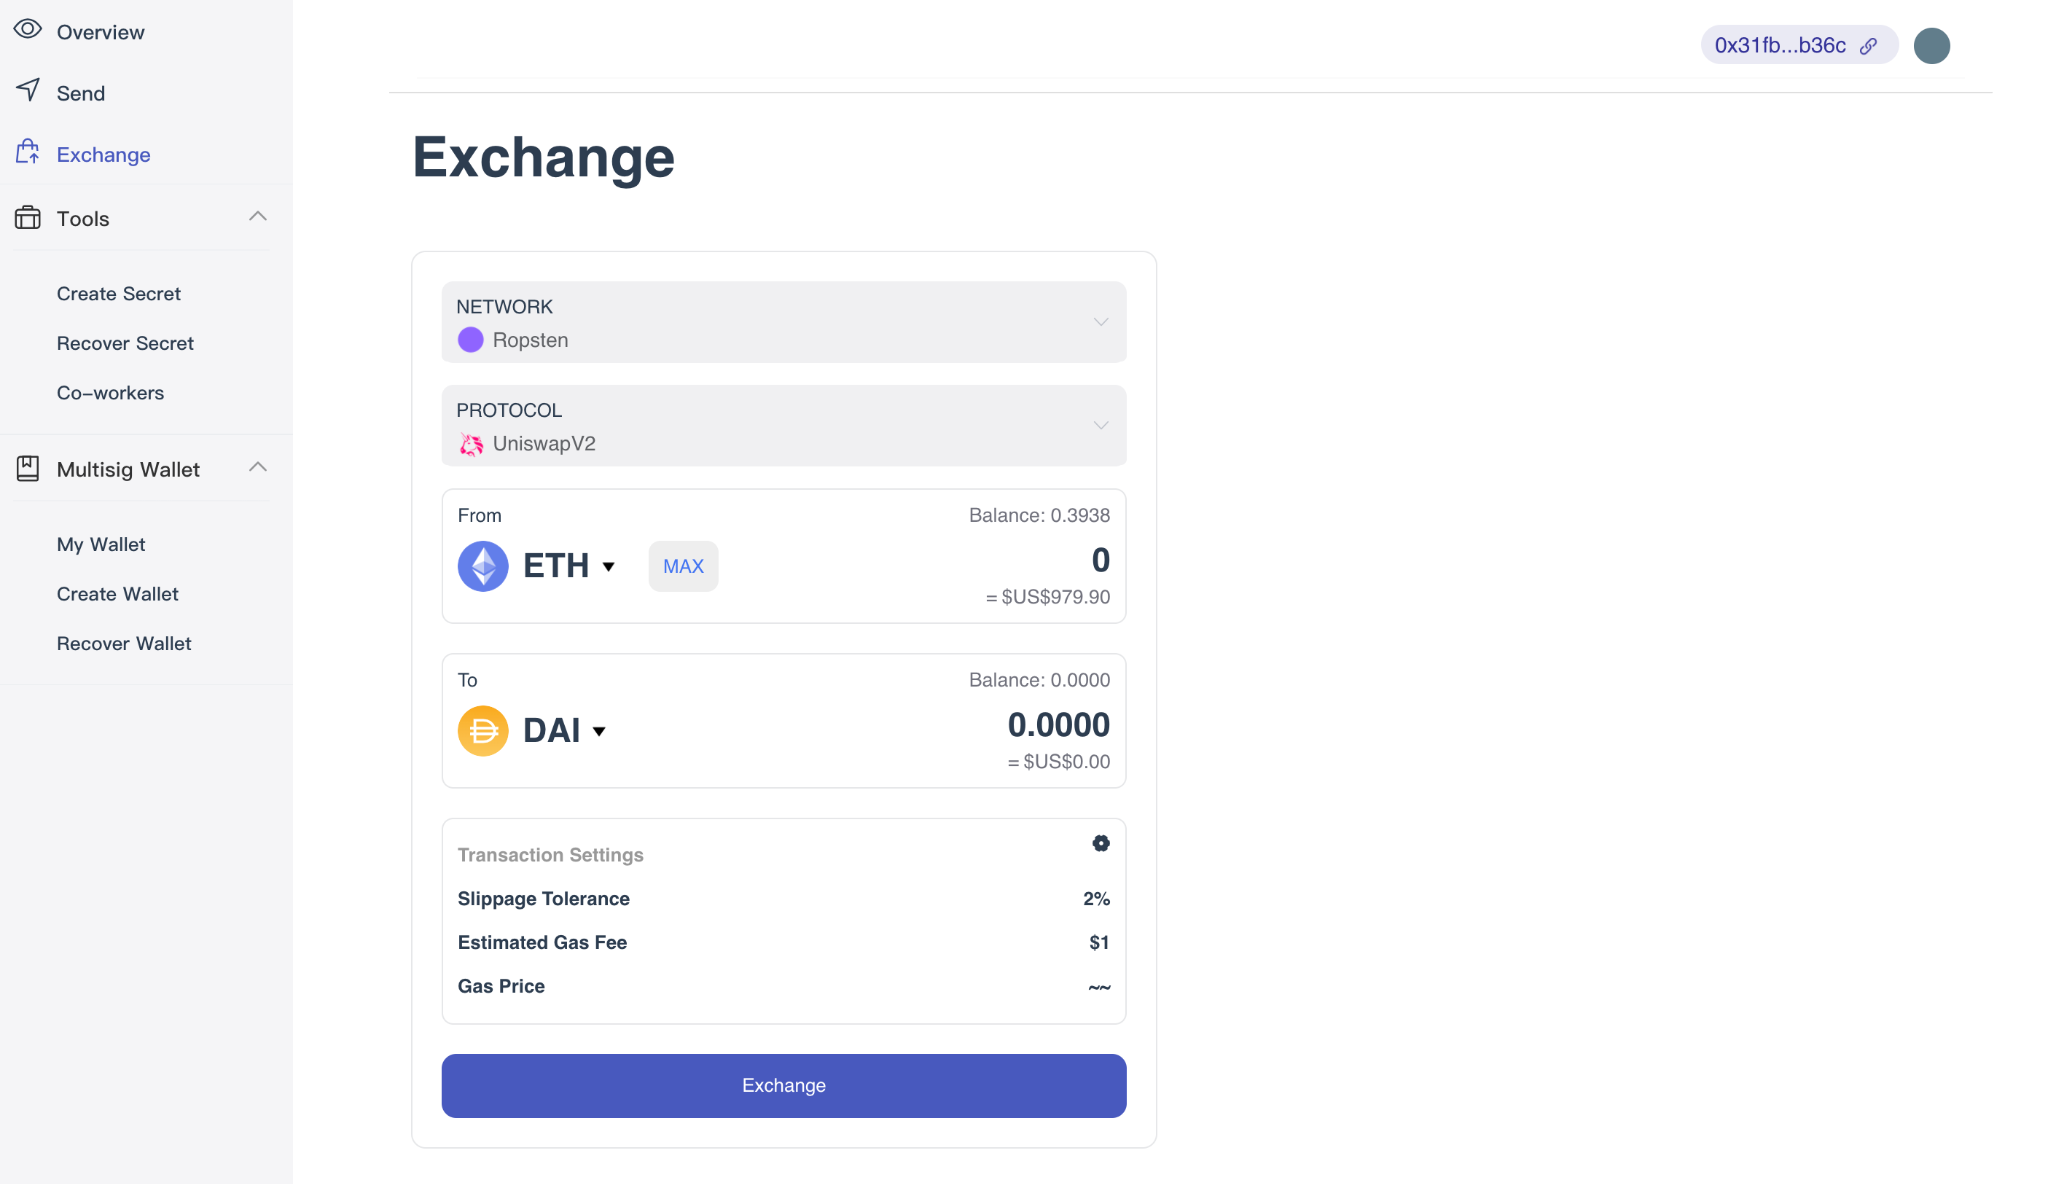 Overview
Send
Exchange
Tools
Create Secret
Recover Secret
Co-workers
Multisig Wallet
My Wallet
Create Wallet
Recover Wallet
0x31fb...b36c
Exchange
NETWORK
Ropsten
PROTOCOL
UniswapV2
From
Balance: 0.3938
ETH
MAX
0
= $US$979.90
To
Balance: 0.0000
DAI
0.0000
= $US$0.00
Transaction Settings
Slippage Tolerance 2%
Estimated Gas Fee $1
Gas Price ~~
Exchange